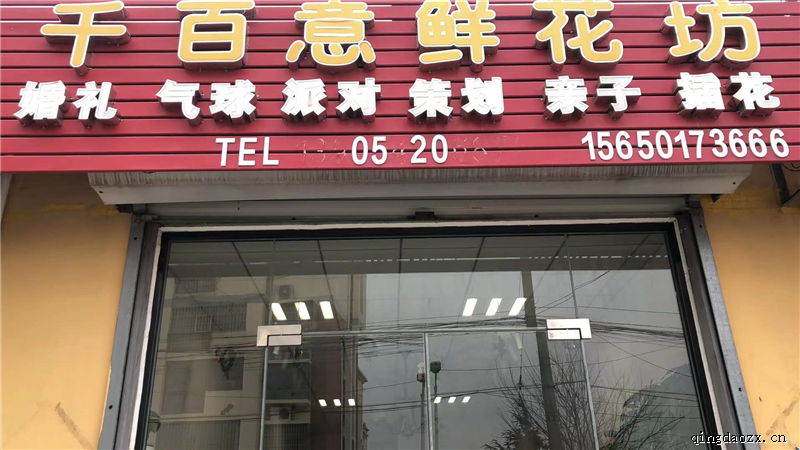 千百意鲜花坊
婚礼 气球 派对 策划 亲子 插花
TEL 05 20 15650173666
qingdaozx.cn